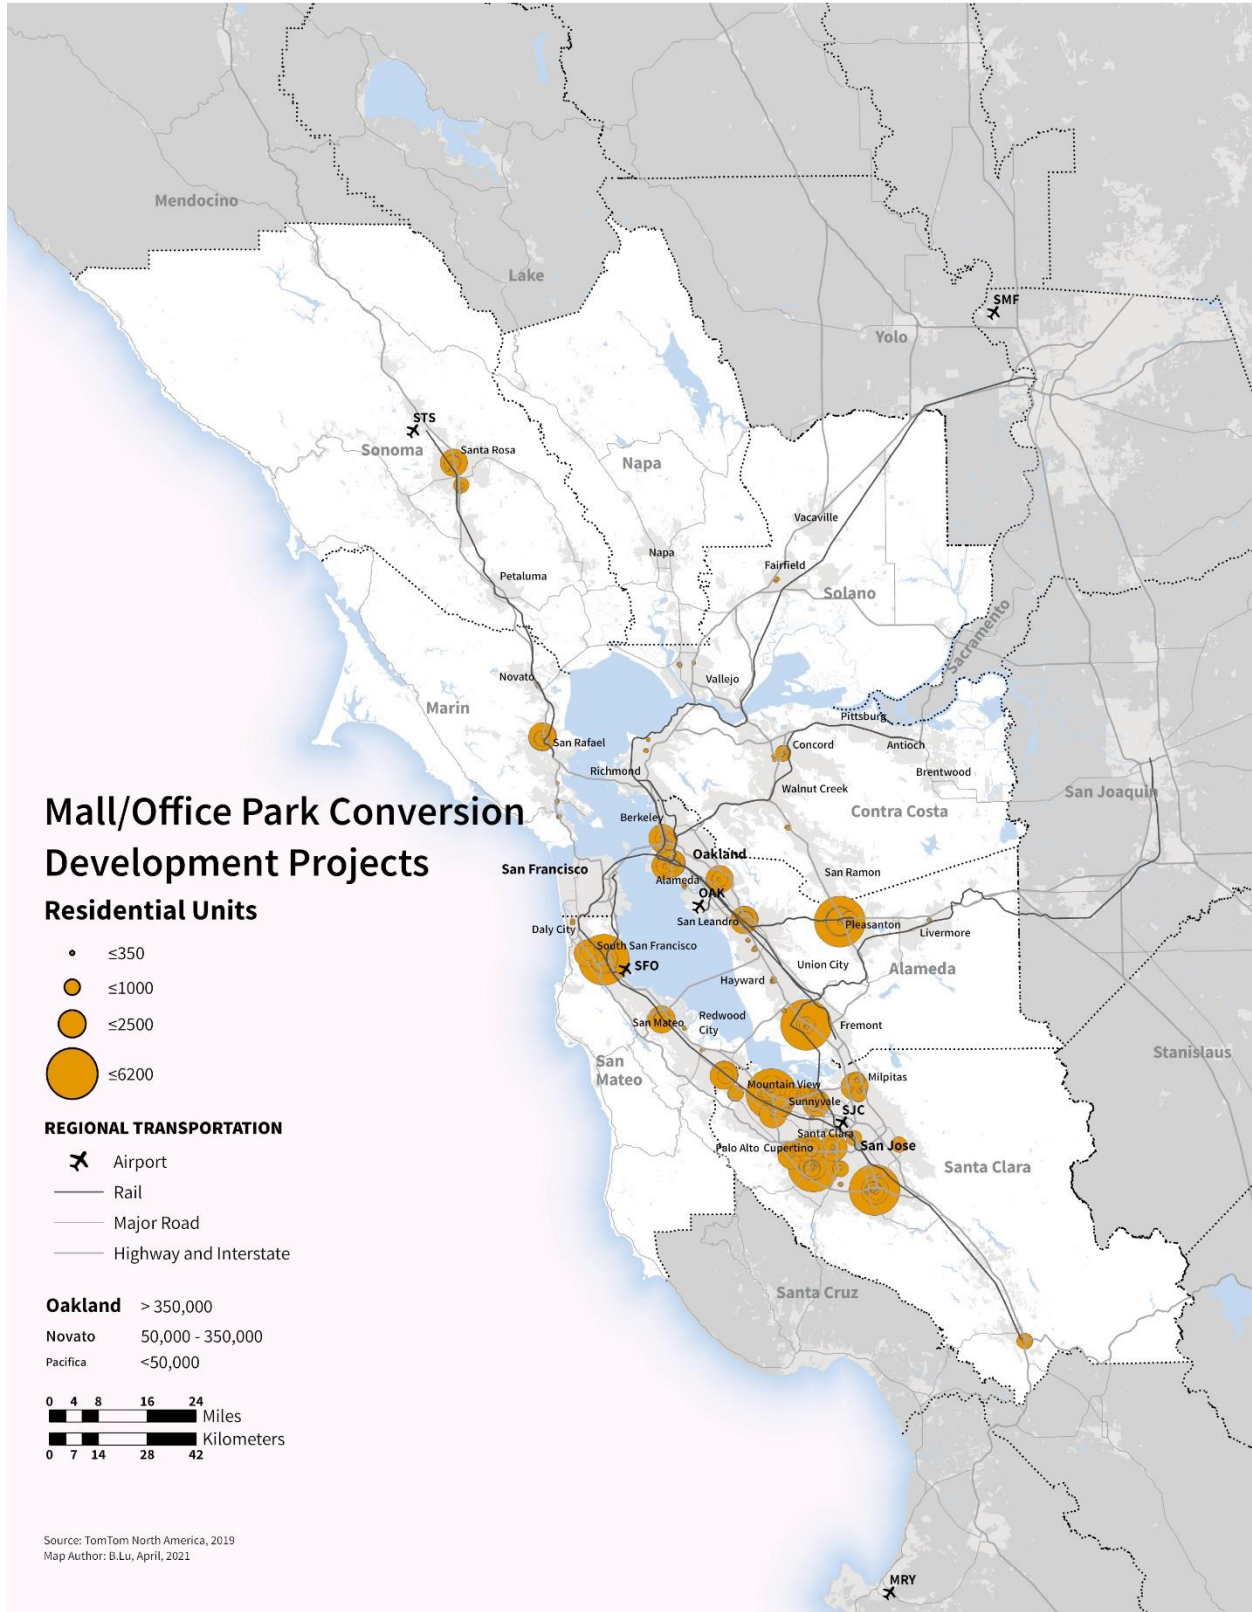 Mendocino
Lake
SMF
Yolo
STS
Sonoma
Santa Rosa
Napa
Vacaville
Napa
Fairfield
Petaluma
Solano
Sacramento
Novato
Vallejo
Marin
Pittsburg
San Rafael
Concord
Antioch
Richmond
Brentwood
Walnut Creek
San Joaquin
Contra Costa
Mall/Office Park Conversion
Development Projects
Berkeley
Oakland
San Francisco
San Ramon
Alameda
OAK
Residential Units
San Leandro
Pleasanton
Daly City
Livermore
South San Francisco
≤350
SFO
Union City
Alameda
Hayward
≤1000
San Mateo
Redwood
City
Fremont
≤2500
Stanislaus
San
Mateo
≤6200
Milpitas
Mountain View
Sunnyvale
SJC
REGIONAL TRANSPORTATION
Santa Clara
San Jose
Palo Alto
Cupertino
Airport
Santa Clara
Rail
Major Road
Highway and Interstate
Santa Cruz
Oakland > 350,000
Novato 50,000 - 350,000
Pacifica <50,000
0 4 8 16 24
Miles
Kilometers
0 7 14 28 42
Source: TomTom North America, 2019
Map Author: B.Lu, April, 2021
MRY